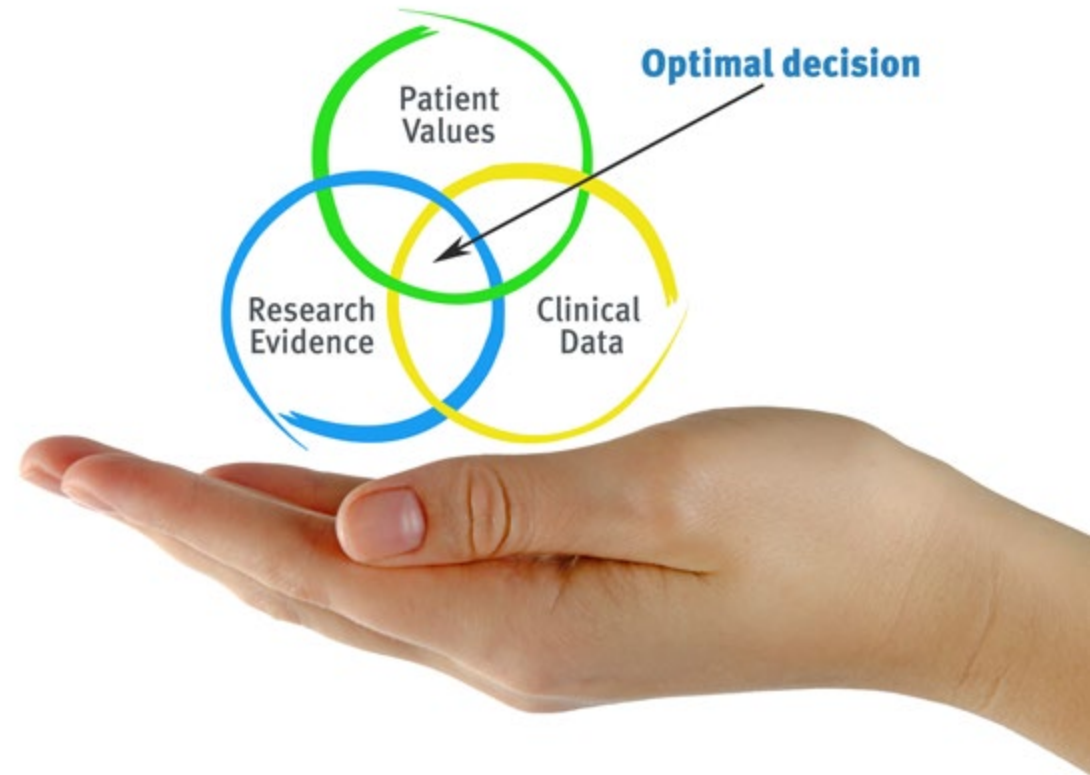 Optimal decision
Patient
Values
Research
Evidence
Clinical
Data